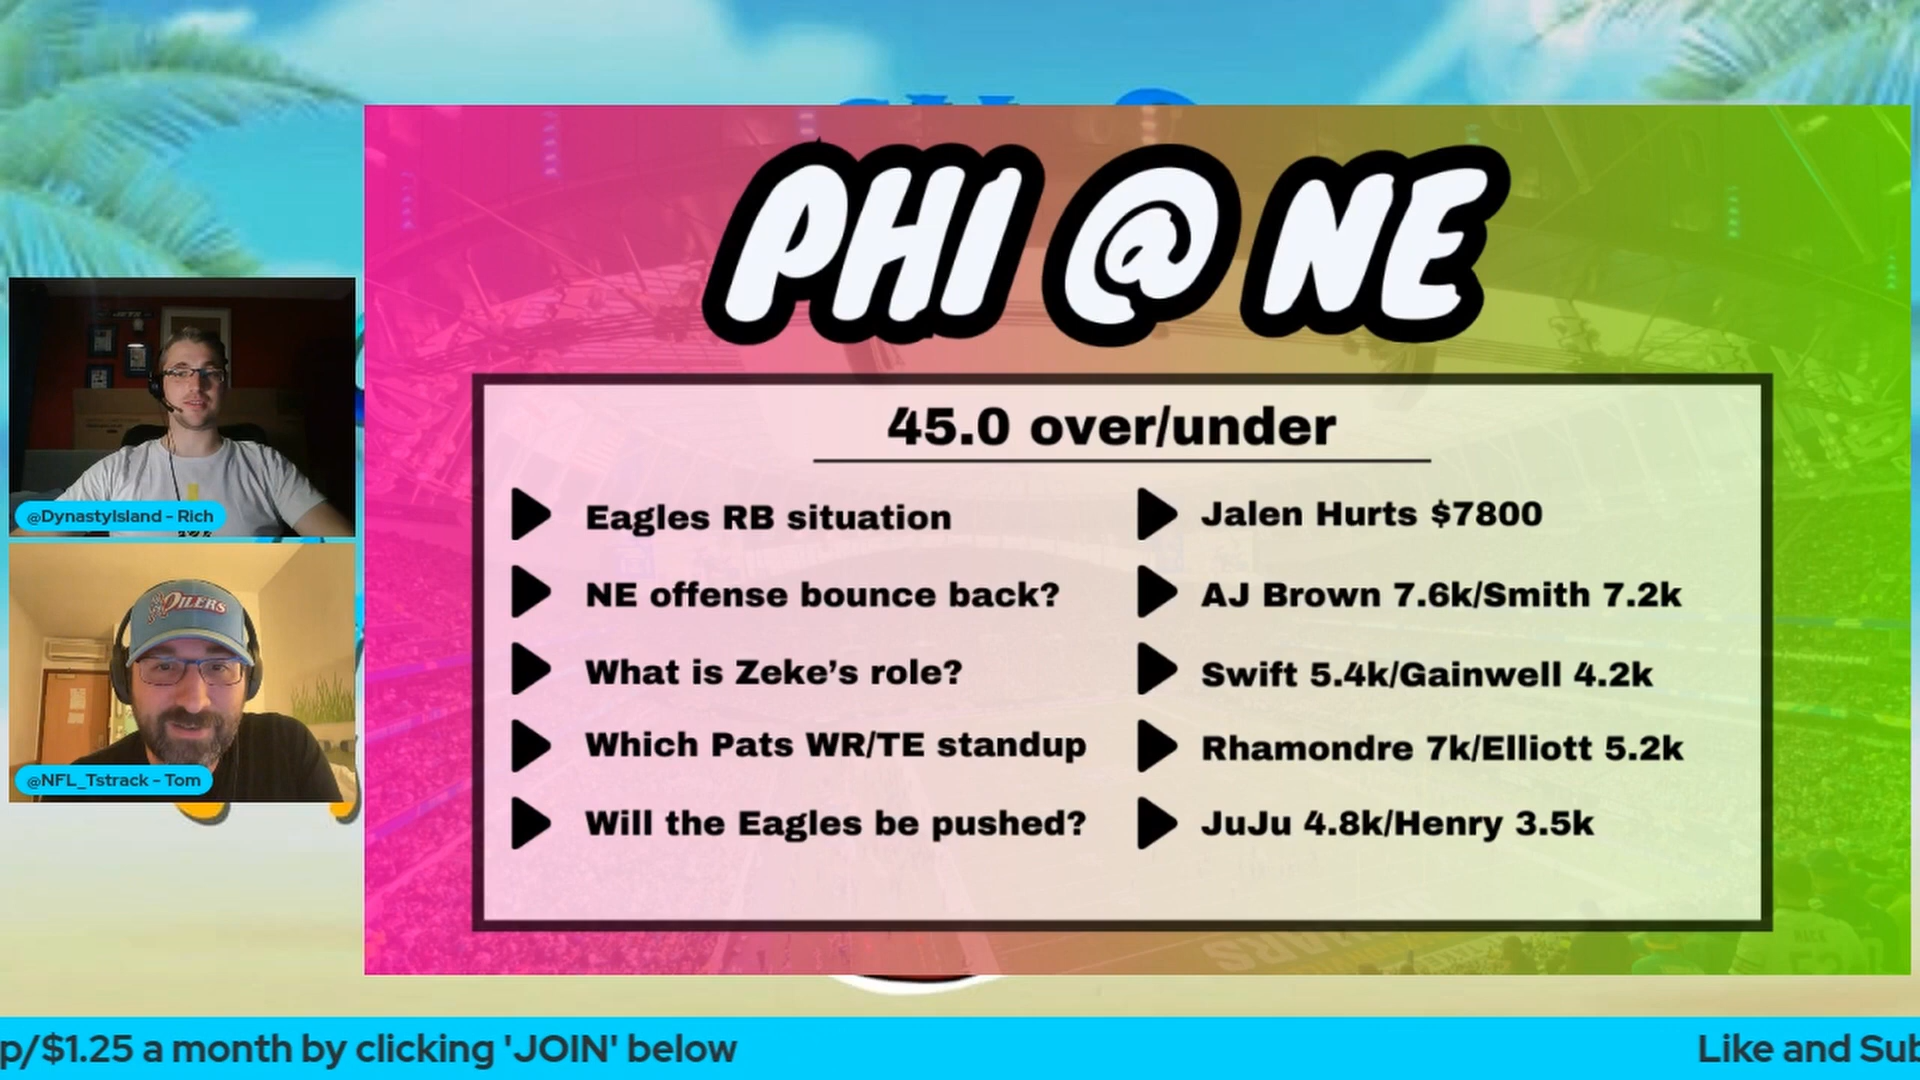 PHI @ NE
45.0 over/under
Eagles RB situation
NE offense bounce back?
What is Zeke’s role?
Which Pats WR/TE standup
Will the Eagles be pushed?
Jalen Hurts $7800
AJ Brown 7.6k/Smith 7.2k
Swift 5.4k/Gainwell 4.2k
Rhamondre 7k/Elliott 5.2k
JuJu 4.8k/Henry 3.5k
@DynastyIsland - Rich
OILERS
@NFL_Tstrack - Tom
p/$1.25 a month by clicking 'JOIN' below
Like and Sub